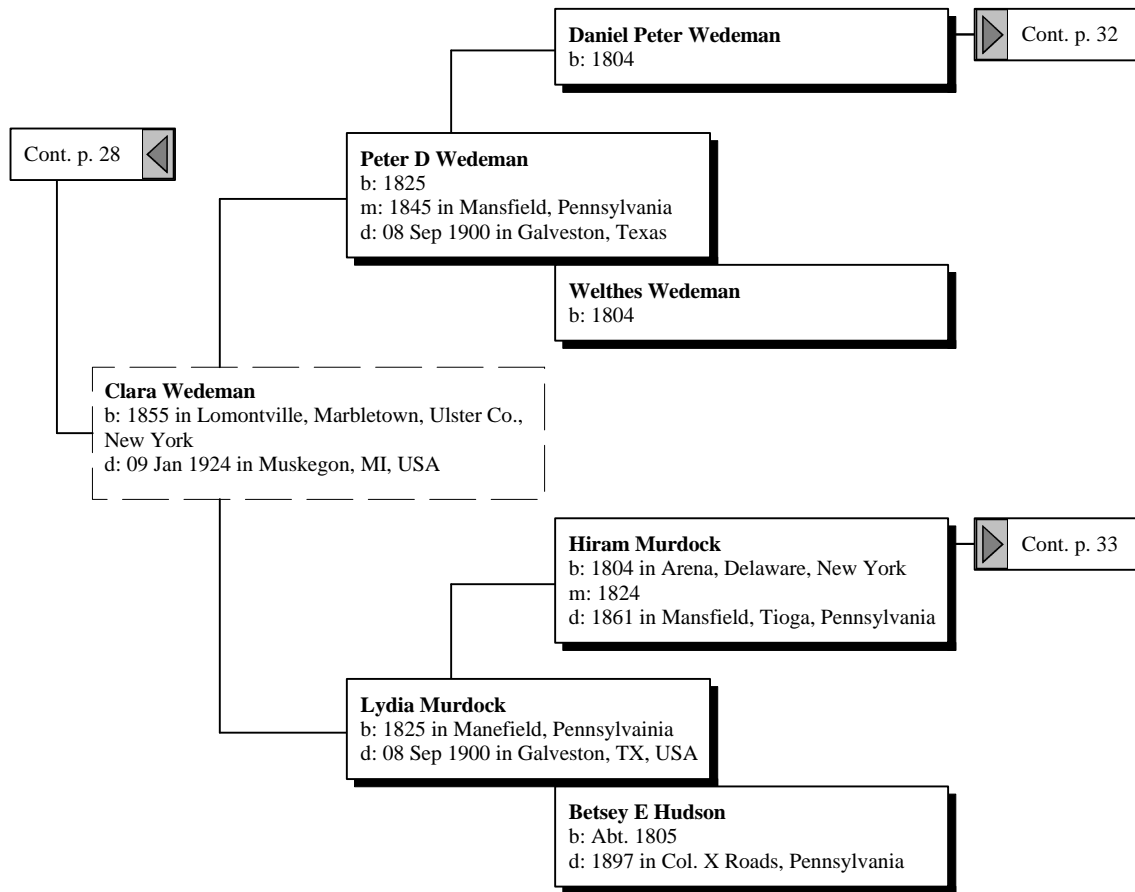 Daniel Peter Wedeman
b: 1804
Cont. p. 32
Cont. p. 28
Peter D Wedeman
b: 1825
m: 1845 in Mansfield, Pennsylvania
d: 08 Sep 1900 in Galveston, Texas
Welthes Wedeman
b: 1804
Clara Wedeman
b: 1855 in Lomontville, Marbletown, Ulster Co.,
New York
d: 09 Jan 1924 in Muskegon, MI, USA
Hiram Murdock
b: 1804 in Arena, Delaware, New York
m: 1824
d: 1861 in Mansfield, Tioga, Pennsylvania
Cont. p. 33
Lydia Murdock
b: 1825 in Manefield, Pennsylvainia
d: 08 Sep 1900 in Galveston, TX, USA
Betsey E Hudson
b: Abt. 1805
d: 1897 in Col. X Roads, Pennsylvania